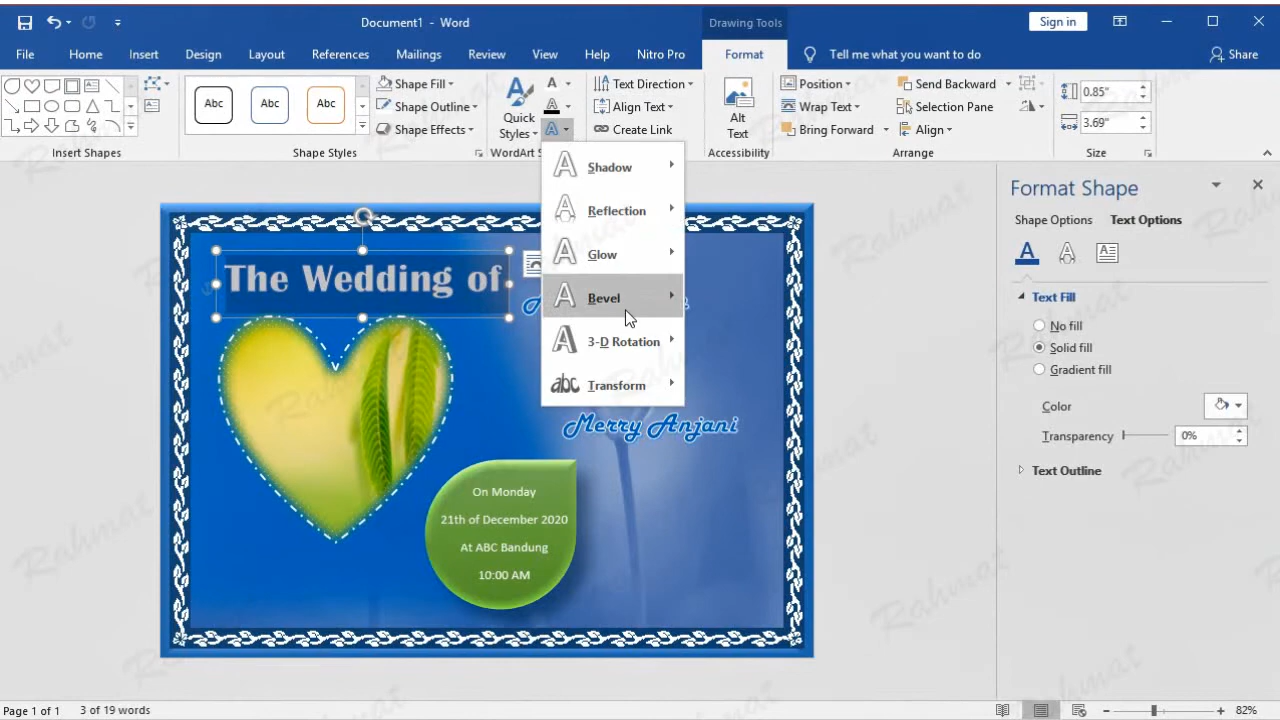 Document1 - Word
Drawing Tools
Sign in
File Home Insert Design Layout References Mailings Review View Help Nitro Pro Format Tell me what you want to do Share
Shape Fill
Shape Outline
Shape Effects
Abc Abc Abc
Quick
Styles
Text Direction
Align Text
Create Link
Alt
Text
Position
Wrap Text
Bring Forward
Send Backward
Selection Pane
Align
0.85"
3.69"
Insert Shapes
Shape Styles
WordArt S
Accessibility
Arrange
Size
Shadow
Reflection
Glow
Bevel
3-D Rotation
abc Transform
The Wedding of
Merry Anjani
On Monday
21th of December 2020
At ABC Bandung
10:00 AM
Format Shape
Shape Options Text Options
Text Fill
No fill
Solid fill
Gradient fill
Color
Transparency 0%
Text Outline
Rahmat
Page 1 of 1 3 of 19 words
82%